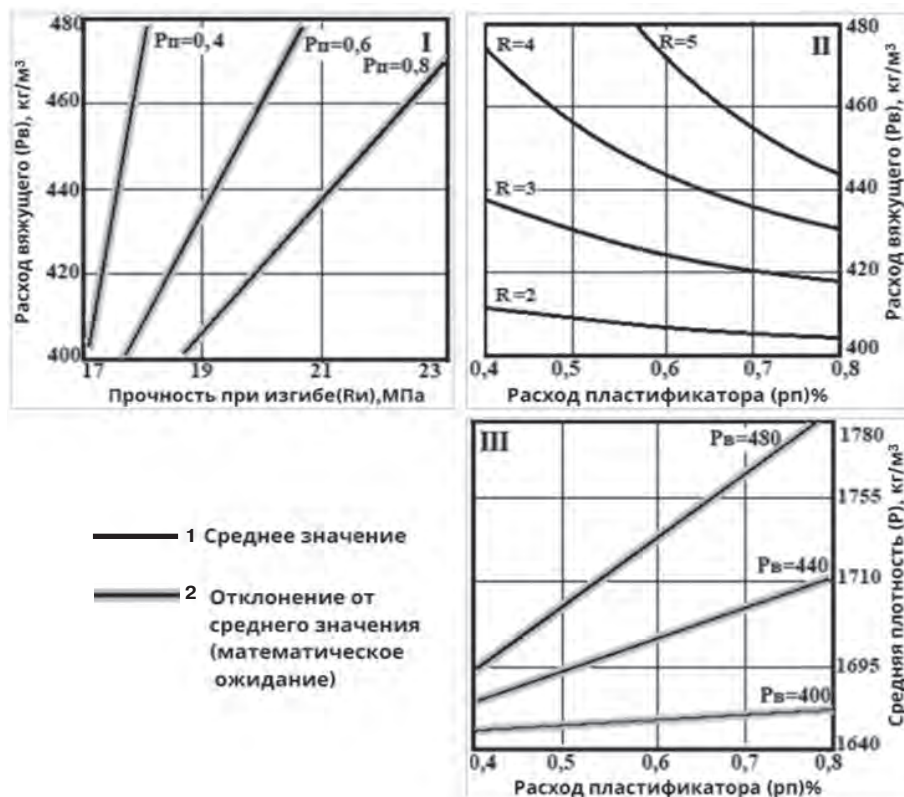 480
460
440
420
400
Расход вяжущего (Рв), кг/м³
Рп=0,4
Рп=0,6
I
Рп=0,8
17
19
21
23
Прочность при изгибе(Rи),МПа
R=4
R=5
II
R=3
R=2
480
460
440
420
400
Расход вяжущего (Рв), кг/м³
0,4
0,5
0,6
0,7
0,8
Расход пластификатора (рп)%
III
Рв=480
Рв=440
Рв=400
1780
1755
1710
1695
1640
Средняя плотность (Р), кг/м³
0,4
0,5
0,6
0,7
0,8
Расход пластификатора (рп)%
1 Среднее значение
2 Отклонение от
среднего значения
(математическое
ожидание)